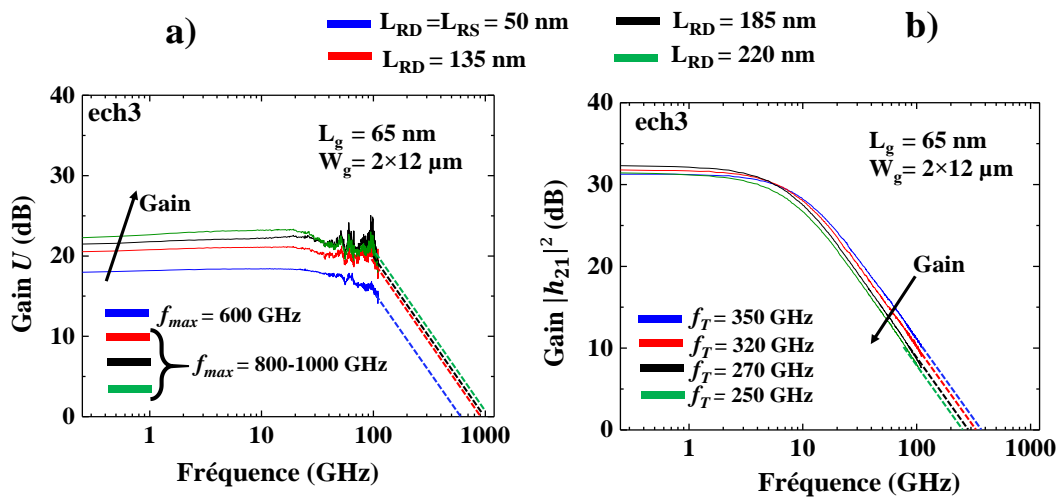 a)
L_RD = L_RS = 50 nm
L_RD = 135 nm
L_RD = 185 nm
L_RD = 220 nm
b)
ech3
L_g = 65 nm
W_g = 2×12 µm
Gain
f_max = 600 GHz
f_max = 800-1000 GHz
Gain U (dB)
40
30
20
10
0
1
10
100
1000
Fréquence (GHz)
ech3
L_g = 65 nm
W_g = 2×12 µm
Gain
f_T = 350 GHz
f_T = 320 GHz
f_T = 270 GHz
f_T = 250 GHz
Gain |h_21|^2 (dB)
40
30
20
10
0
1
10
100
1000
Fréquence (GHz)